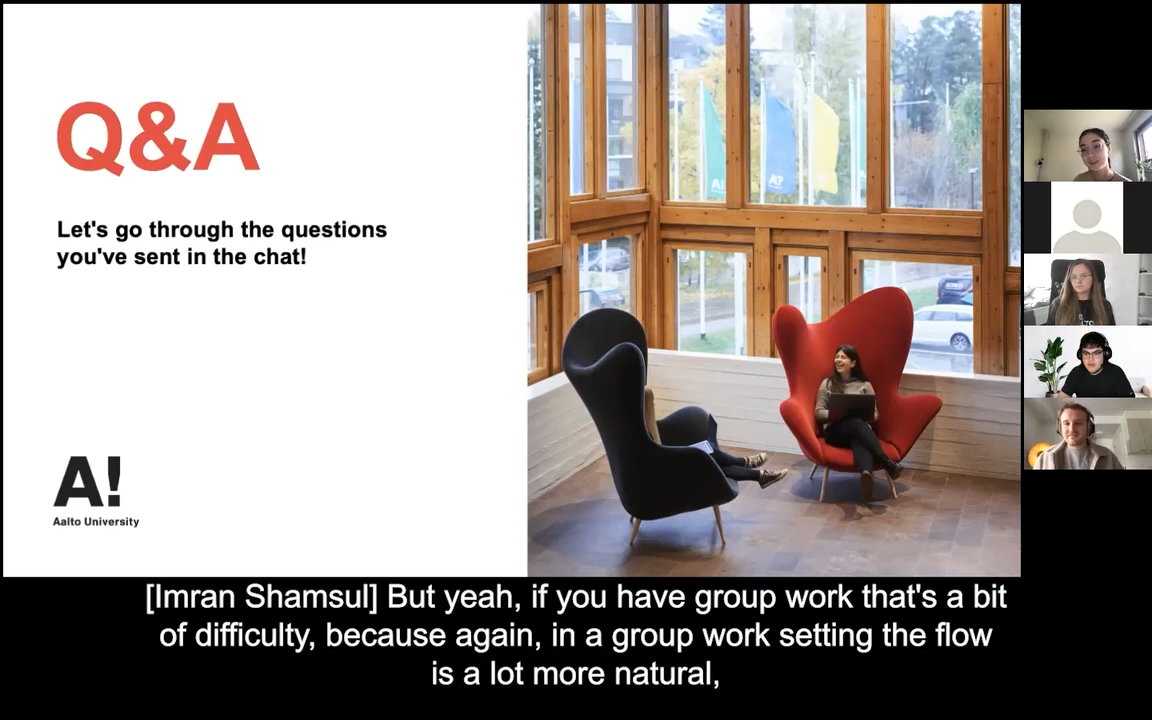 Q&A
Let's go through the questions
you've sent in the chat!
A!
Aalto University
[Imran Shamsul] But yeah, if you have group work that's a bit
of difficulty, because again, in a group work setting the flow
is a lot more natural,